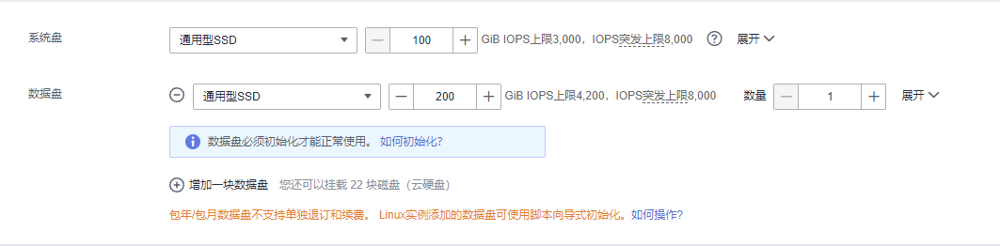 系统盘 通用型SSD 100 GiB IOPS上限3,000，IOPS突发上限8,000 展开
数据盘 通用型SSD 200 GiB IOPS上限4,200，IOPS突发上限8,000 数量 1 展开
数据盘必须初始化才能正常使用。如何初始化？
增加一块数据盘 您还可以挂载 22 块磁盘（云硬盘）
包年/包月数据盘不支持单独退订和续费。 Linux实例添加的数据盘可使用脚本向导式初始化。如何操作?